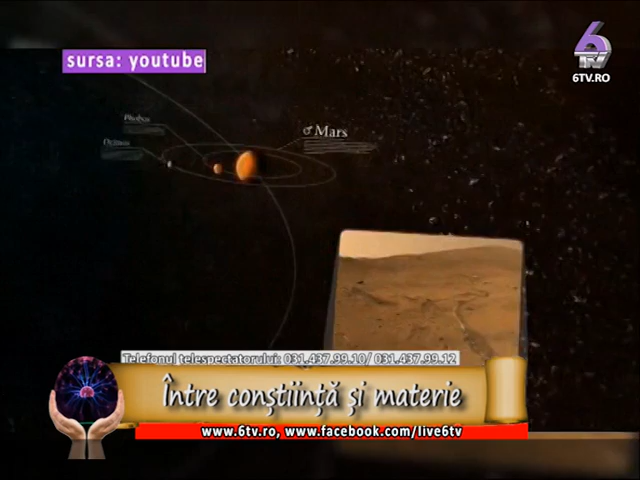 sursa: youtube
6
TV
6TV.RO
Phobos
♂ Mars
Deimos
Telefonul telespectatorului: 031.437.99.10/ 031.437.99.12
Între conștiință și materie
www.6tv.ro, www.facebook.com/live6tv